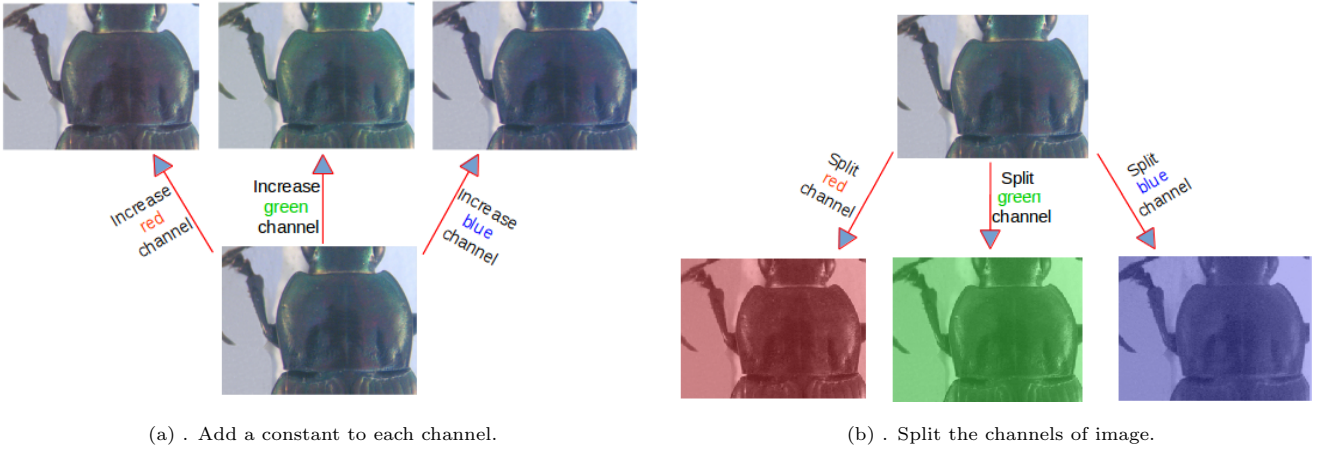 Increase
red
channel
Increase
green
channel
Increase
blue
channel
(a) . Add a constant to each channel.
Split
red
channel
Split
green
channel
Split
blue
channel
(b) . Split the channels of image.